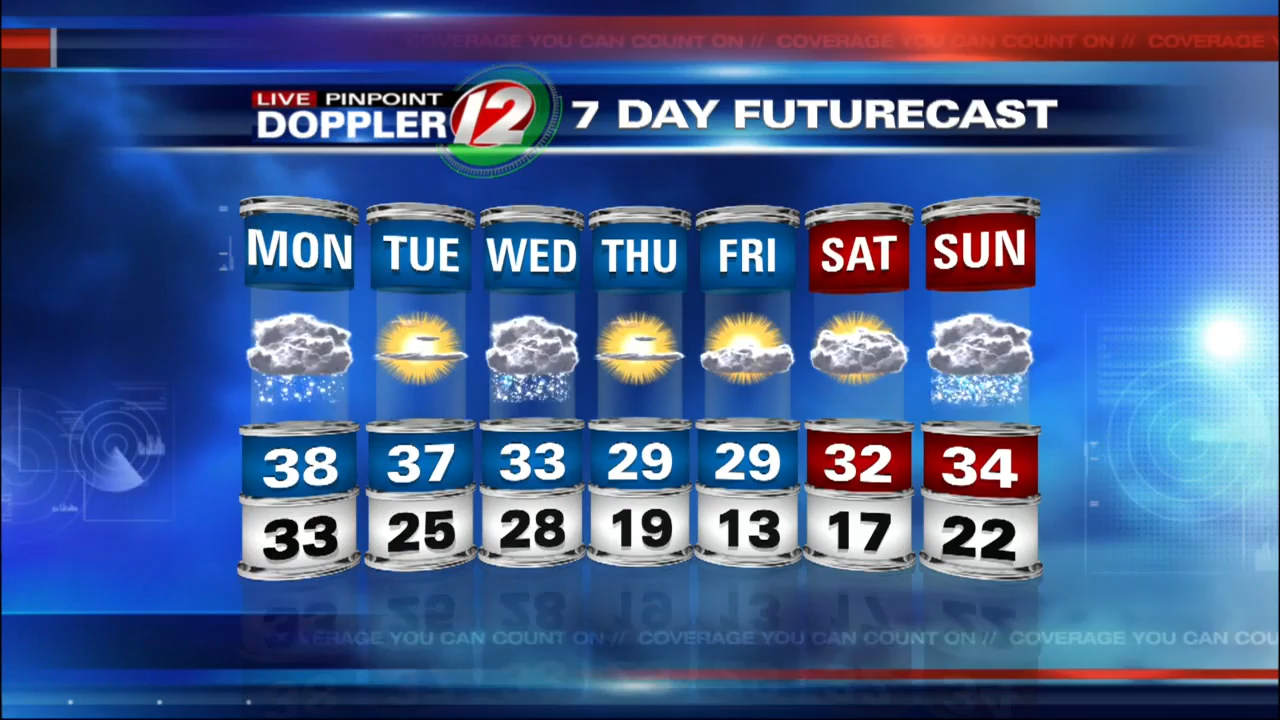 COVERAGE YOU CAN COUNT ON // COVERAGE YOU CAN COUNT ON // COVERAGE
LIVE PINPOINT
DOPPLER 12
7 DAY FUTURECAST
MON TUE WED THU FRI SAT SUN
38 37 33 29 29 32 34
33 25 28 19 13 17 22
ERAGE YOU CAN COUNT ON // COVERAGE YOU CAN COUNT ON // COVERAGE YOU CAN COU